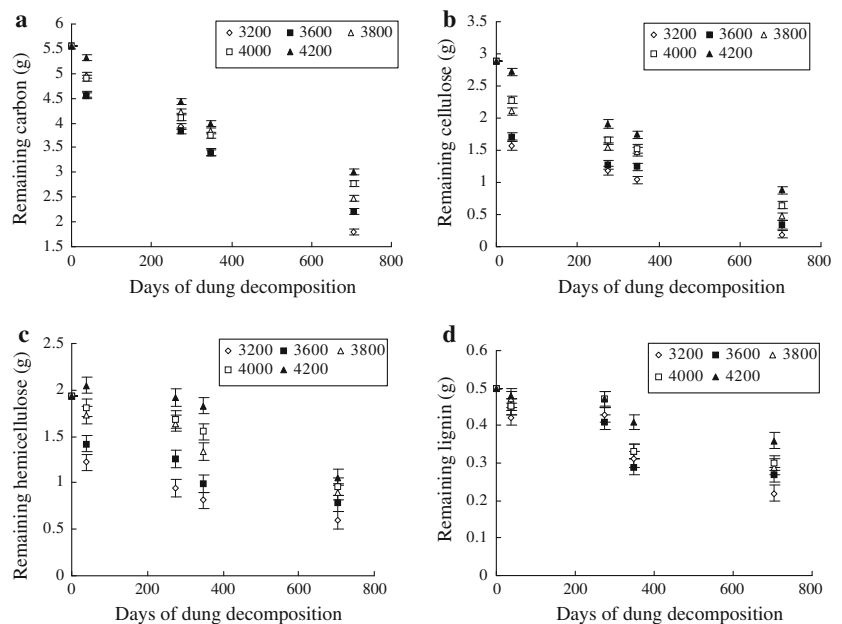 a
3200 3600 3800
4000 4200
Remaining carbon (g)
6
5.5
5
4.5
4
3.5
3
2.5
2
1.5
0 200 400 600 800
Days of dung decomposition
b
3200 3600 3800
4000 4200
Remaining cellulose (g)
3.5
3
2.5
2
1.5
1
0.5
0
0 200 400 600 800
Days of dung decomposition
c
3200 3600 3800
4000 4200
Remaining hemicellulose (g)
2.5
2
1.5
1
0.5
0
0 200 400 600 800
Days of dung decomposition
d
3200 3600 3800
4000 4200
Remaining lignin (g)
0.6
0.5
0.4
0.3
0.2
0.1
0
0 200 400 600 800
Days of dung decomposition